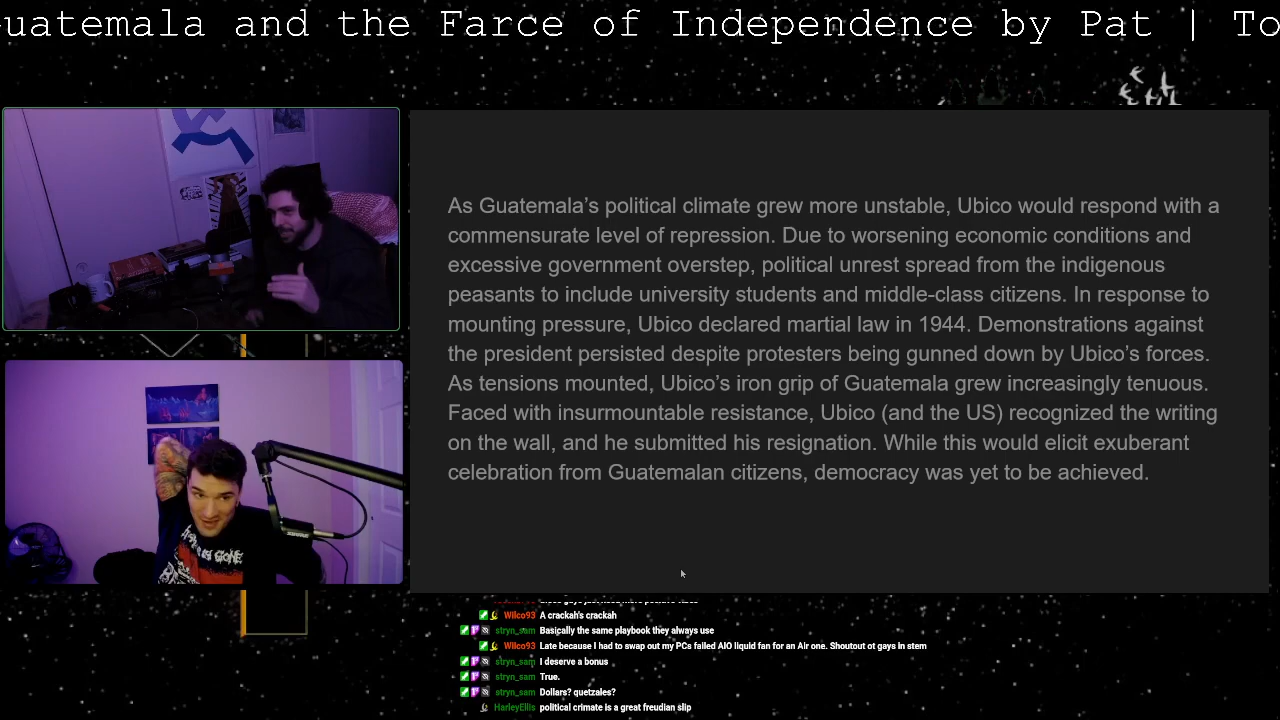 uatemala and the Farce of Independence by Pat | To
As Guatemala’s political climate grew more unstable, Ubico would respond with a
commensurate level of repression. Due to worsening economic conditions and
excessive government overstep, political unrest spread from the indigenous
peasants to include university students and middle-class citizens. In response to
mounting pressure, Ubico declared martial law in 1944. Demonstrations against
the president persisted despite protesters being gunned down by Ubico’s forces.
As tensions mounted, Ubico’s iron grip of Guatemala grew increasingly tenuous.
Faced with insurmountable resistance, Ubico (and the US) recognized the writing
on the wall, and he submitted his resignation. While this would elicit exuberant
celebration from Guatemalan citizens, democracy was yet to be achieved.
Wilco93 A crackah's crackah
stryn_sam Basically the same playbook they always use
Wilco93 Late because I had to swap out my PCs failed AIO liquid fan for an Air one. Shoutout ot gays in stem
stryn_sam I deserve a bonus
stryn_sam True.
stryn_sam Dollars? quetzales?
HarleyEllis political crimate is a great freudian slip